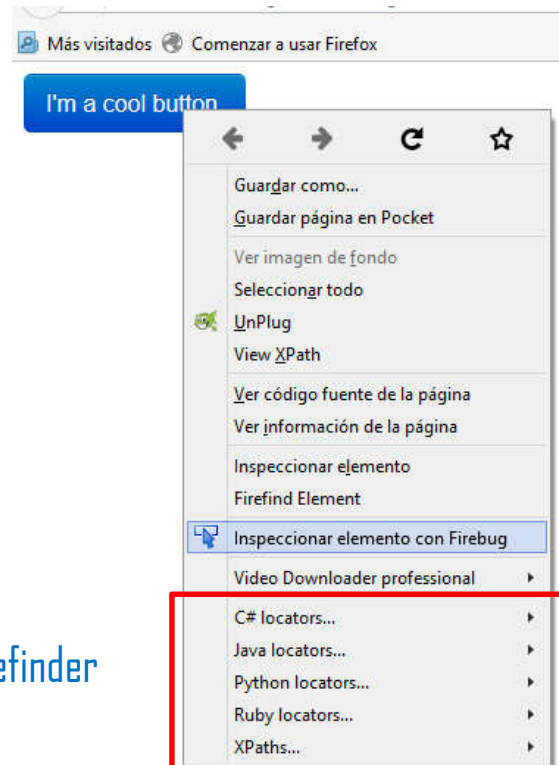 Más visitados Comenzar a usar Firefox
I'm a cool button
Guardar como...
Guardar página en Pocket
Ver imagen de fondo
Seleccionar todo
UnPlug
View XPath
Ver código fuente de la página
Ver información de la página
Inspeccionar elemento
Firefind Element
Inspeccionar elemento con Firebug
Video Downloader professional
C# locators...
Java locators...
efinder
Python locators...
Ruby locators...
XPaths...